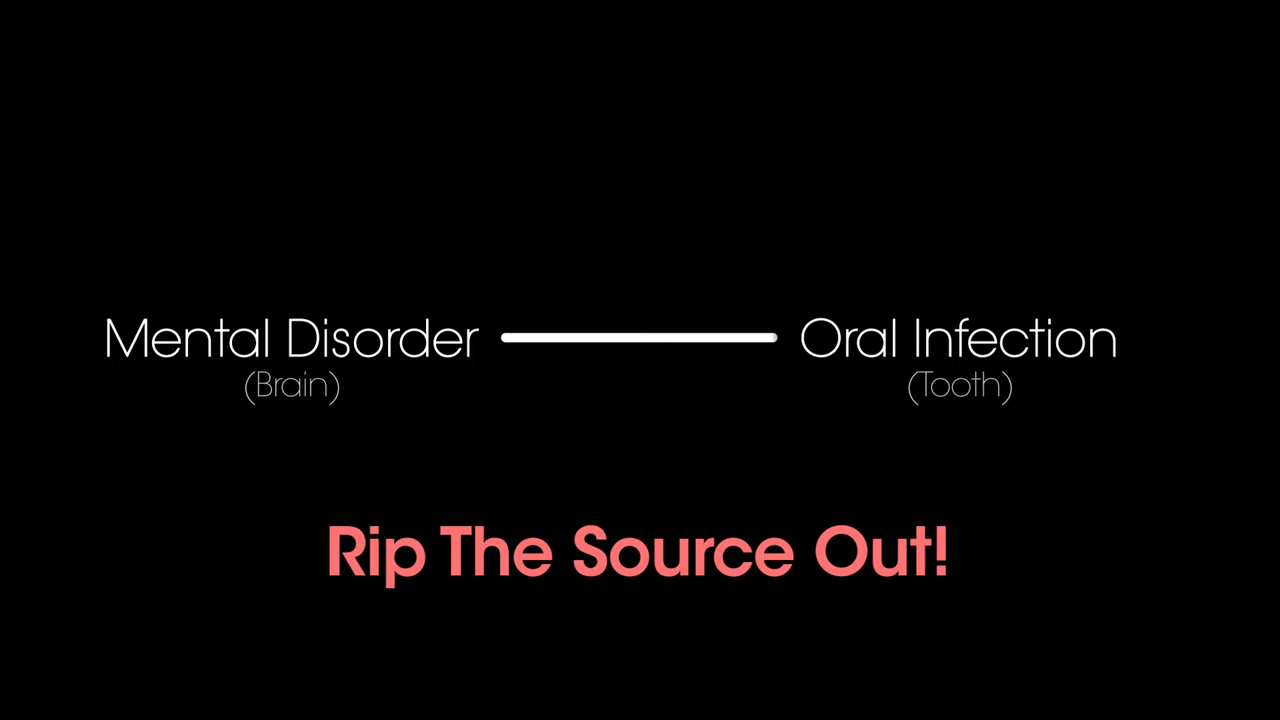 Mental Disorder
(Brain)
Oral Infection
(Tooth)
Rip The Source Out!